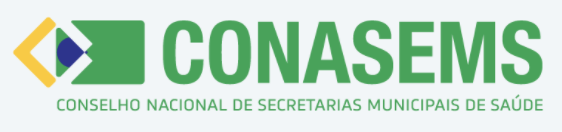 CONASEMS
CONSELHO NACIONAL DE SECRETARIAS MUNICIPAIS DE SAÚDE